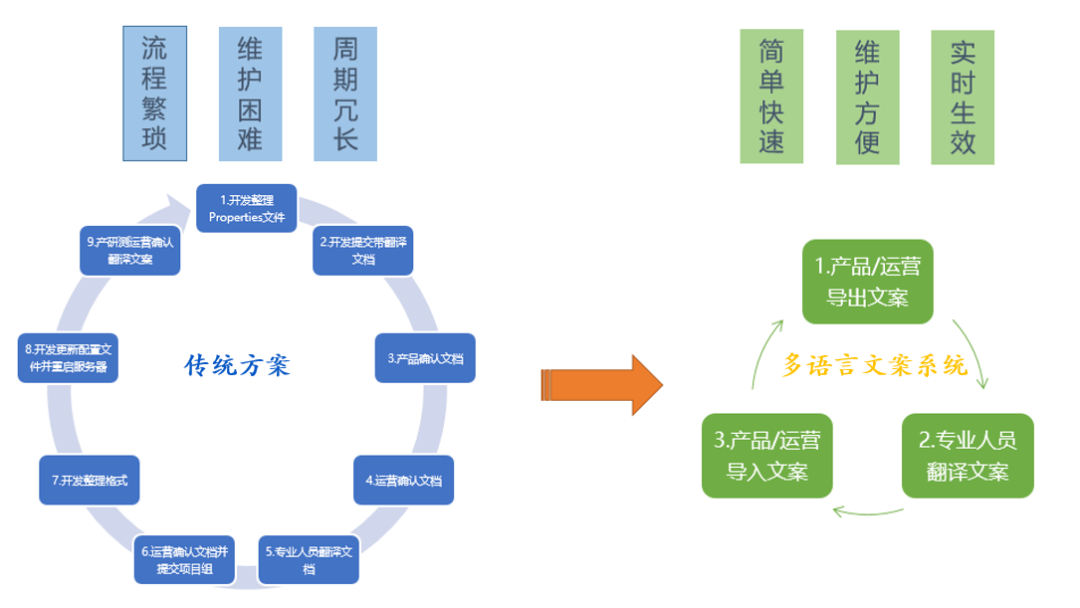 流程繁琐
维护困难
周期冗长
简单快速
维护方便
实时生效
1.开发整理
Properties文件
2.开发提交带翻译
文档
3.产品确认文档
4.运营确认文档
5.专业人员翻译文
档
6.运营确认文档并
提交项目组
7.开发整理格式
8.开发更新配置文
件并重启服务器
9.产研测运营确认
翻译文案
传统方案
1.产品/运营
导出文案
2.专业人员
翻译文案
3.产品/运营
导入文案
多语言文案系统